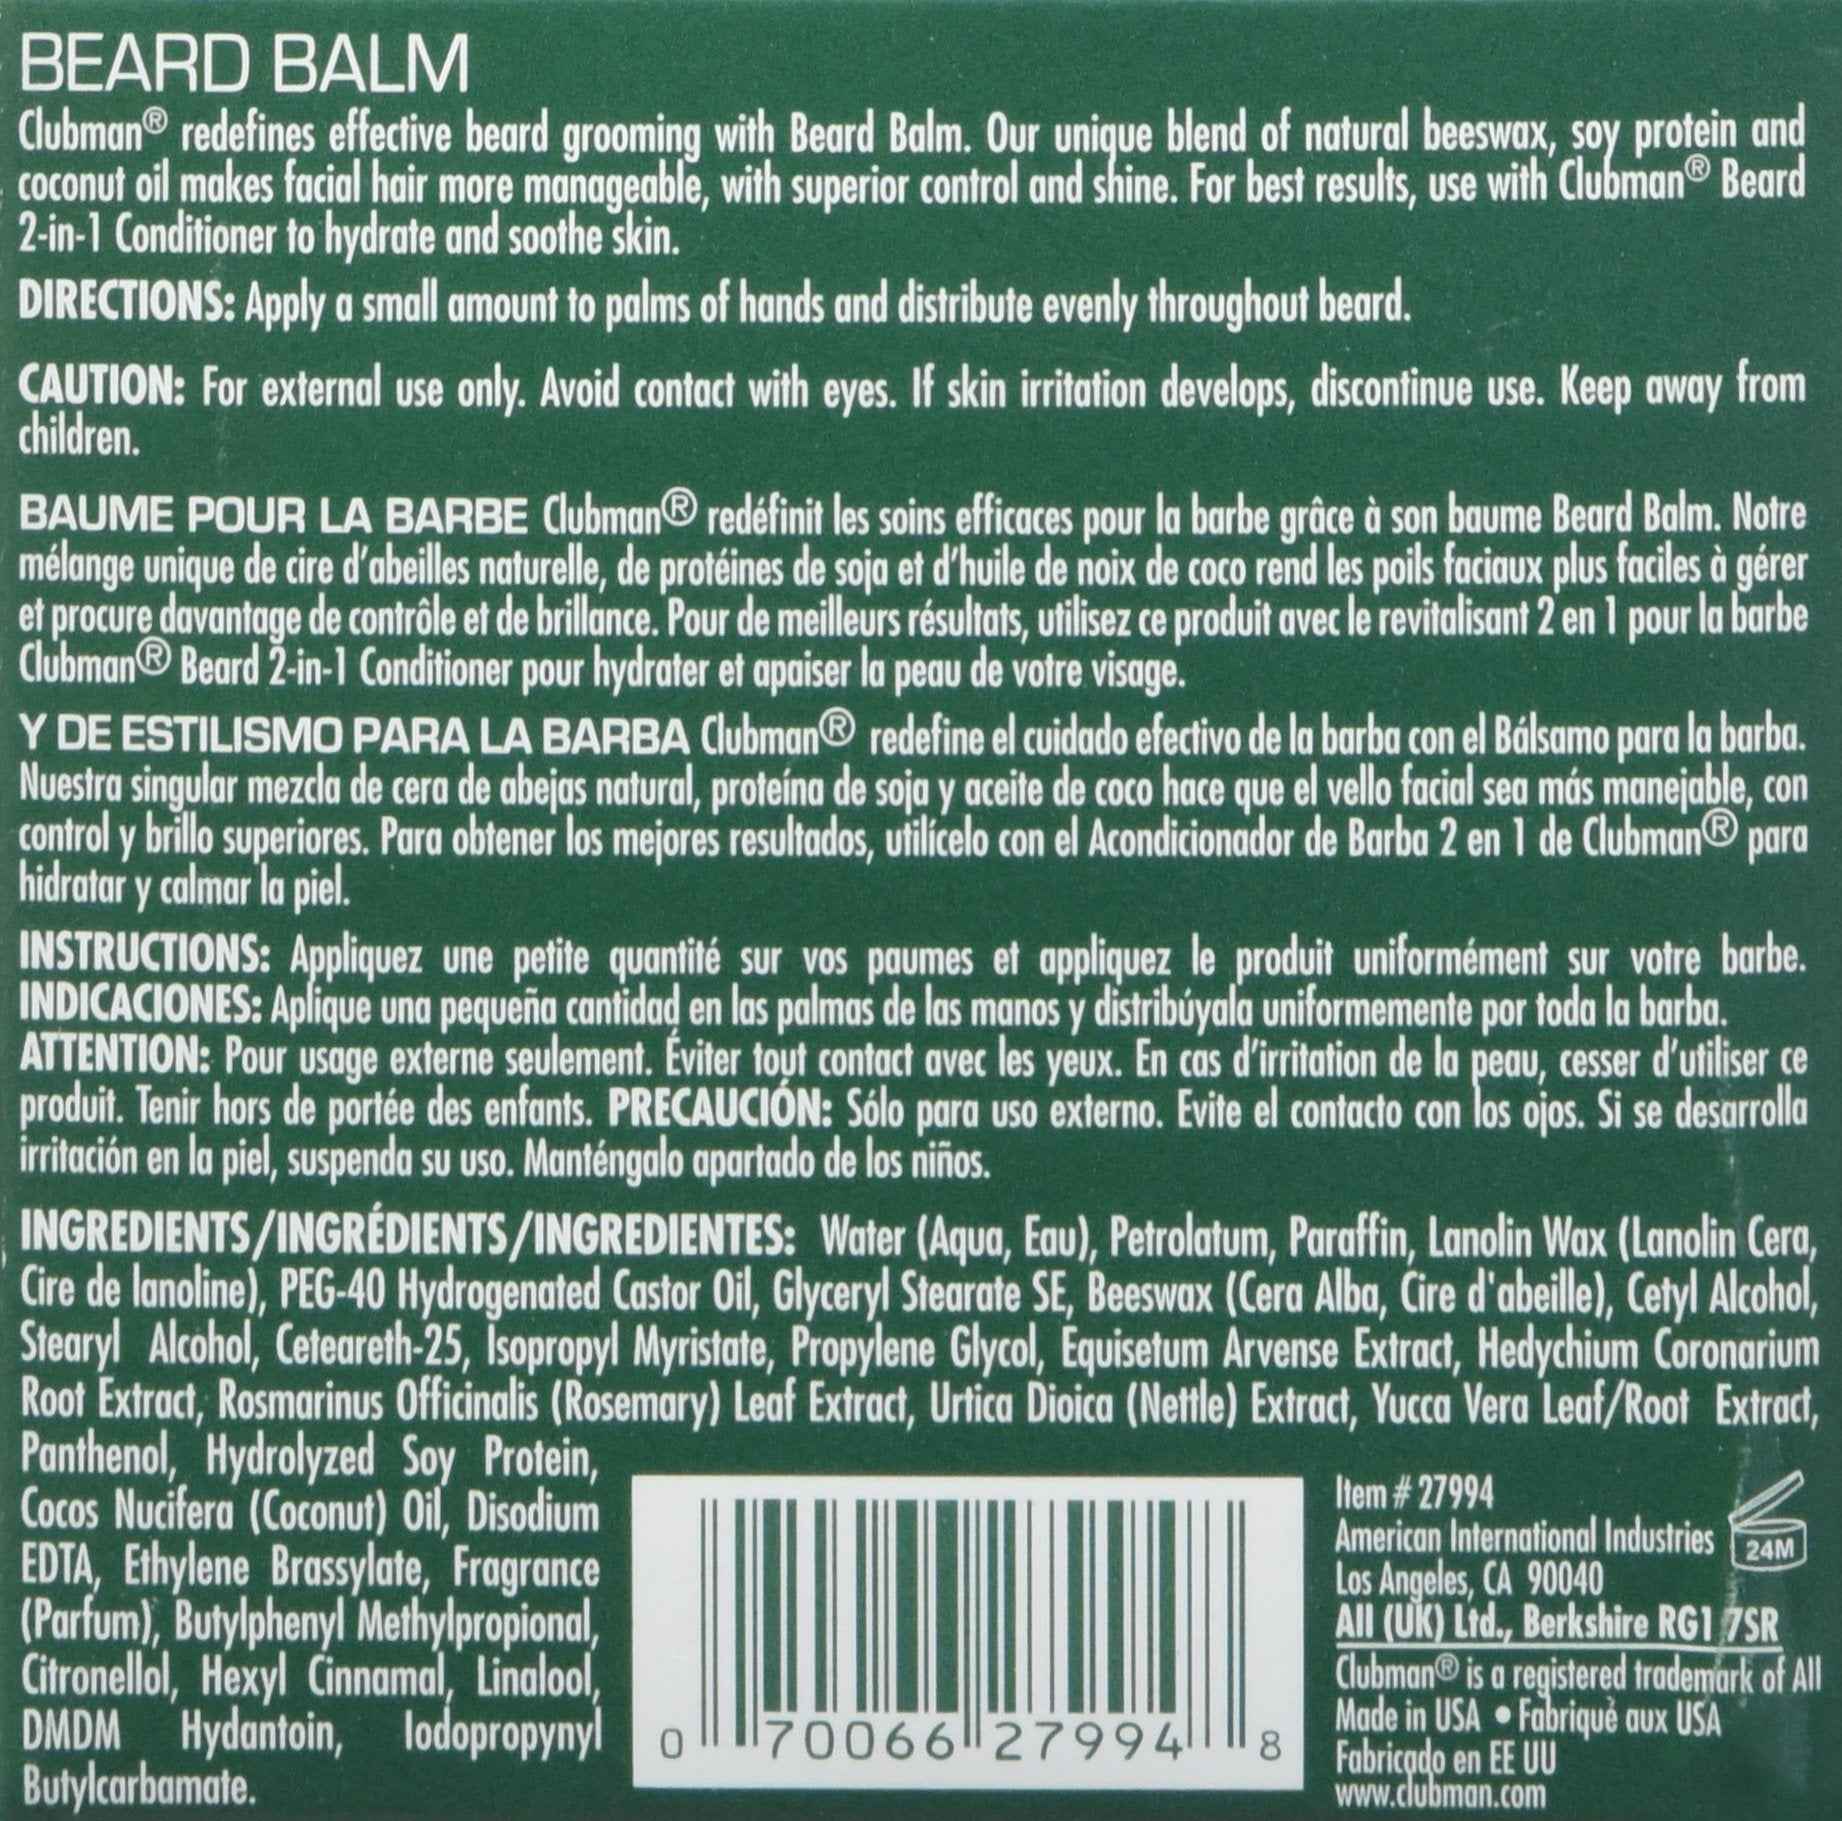 BEARD BALM
Clubman® redefines effective beard grooming with Beard Balm. Our unique blend of natural beeswax, soy protein and
coconut oil makes facial hair more manageable, with superior control and shine. For best results, use with Clubman® Beard
2-in-1 Conditioner to hydrate and soothe skin.
DIRECTIONS: Apply a small amount to palms of hands and distribute evenly throughout beard.
CAUTION: For external use only. Avoid contact with eyes. If skin irritation develops, discontinue use. Keep away from
children.
BAUME POUR LA BARBE Clubman® redéfinit les soins efficaces pour la barbe grâce à son baume Beard Balm. Notre
mélange unique de cire d'abeilles naturelle, de protéines de soja et d'huile de noix de coco rend les poils faciaux plus faciles à gérer
et procure davantage de contrôle et de brillance. Pour de meilleurs résultats, utilisez ce produit avec le revitalisant 2 en 1 pour la barbe
Clubman® Beard 2-in-1 Conditioner pour hydrater et apaiser la peau de votre visage.
Y DE ESTILISMO PARA LA BARBA Clubman® redefine el cuidado efectivo de la barba con el Bálsamo para la barba.
Nuestra singular mezcla de cera de abejas natural, proteína de soja y aceite de coco hace que el vello facial sea más manejable, con
control y brillo superiores. Para obtener los mejores resultados, utilícelo con el Acondicionador de Barba 2 en 1 de Clubman® para
hidratar y calmar la piel.
INSTRUCTIONS: Appliquez une petite quantité sur vos paumes et appliquez le produit uniformément sur votre barbe.
INDICACIONES: Aplique una pequeña cantidad en las palmas de las manos y distribúyala uniformemente por toda la barba.
ATTENTION: Pour usage externe seulement. Éviter tout contact avec les yeux. En cas d'irritation de la peau, cesser d'utiliser ce
produit. Tenir hors de portée des enfants. PRECAUCIÓN: Sólo para uso externo. Evite el contacto con los ojos. Si se desarrolla
irritación en la piel, suspenda su uso. Manténgalo apartado de los niños.
INGREDIENTS/INGRÉDIENTS/INGREDIENTES: Water (Aqua, Eau), Petrolatum, Paraffin, Lanolin Wax (Lanolin Cera,
Cire de lanoline), PEG-40 Hydrogenated Castor Oil, Glyceryl Stearate SE, Beeswax (Cera Alba, Cire d'abeille), Cetyl Alcohol,
Stearyl Alcohol, Ceteareth-25, Isopropyl Myristate, Propylene Glycol, Equisetum Arvense Extract, Hedychium Coronarium
Root Extract, Rosmarinus Officinalis (Rosemary) Leaf Extract, Urtica Dioica (Nettle) Extract, Yucca Vera Leaf/Root Extract,
Panthenol, Hydrolyzed Soy Protein,
Cocos Nucifera (Coconut) Oil, Disodium
EDTA, Ethylene Brassylate, Fragrance
(Parfum), Butylphenyl Methylpropional,
Citronellol, Hexyl Cinnamal, Linalool,
DMDM Hydantoin, Iodopropynyl
Butylcarbamate.
0 70066 27994 8
Item # 27994
American International Industries
24M
Los Angeles, CA 90040
AII (UK) Ltd., Berkshire RG1 7SR
Clubman® is a registered trademark of AII
Made in USA • Fabriqué aux USA
Fabricado en EE UU
www.clubman.com